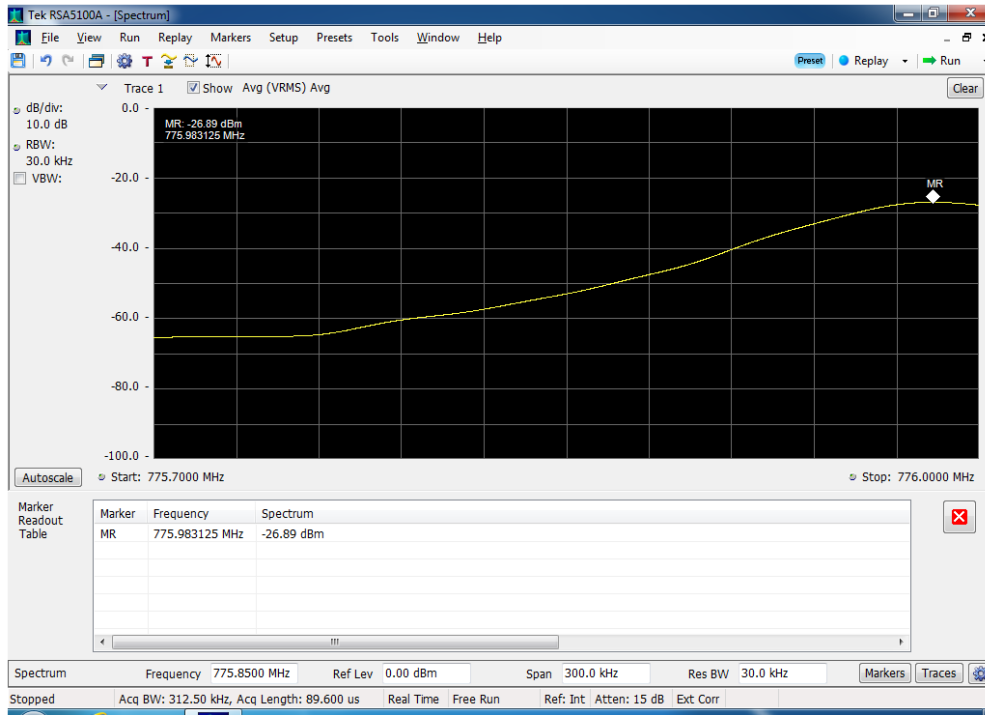 Tek RSA5100A - [Spectrum]
File View Run Replay Markers Setup Presets Tools Window Help
T Preset Replay Run
Trace 1 Show Avg (VRMS) Avg Clear
dB/div: 10.0 dB
RBW: 30.0 kHz
VBW:
0.0 -
-20.0 -
-40.0 -
-60.0 -
-80.0 -
-100.0 -
MR: -26.89 dBm
775.983125 MHz
MR
Autoscale Start: 775.7000 MHz Stop: 776.0000 MHz
Marker Readout Table
Marker Frequency Spectrum
MR 775.983125 MHz -26.89 dBm
Spectrum Frequency 775.8500 MHz Ref Lev 0.00 dBm Span 300.0 kHz Res BW 30.0 kHz Markers Traces
Stopped Acq BW: 312.50 kHz, Acq Length: 89.600 us Real Time Free Run Ref: Int Atten: 15 dB Ext Corr